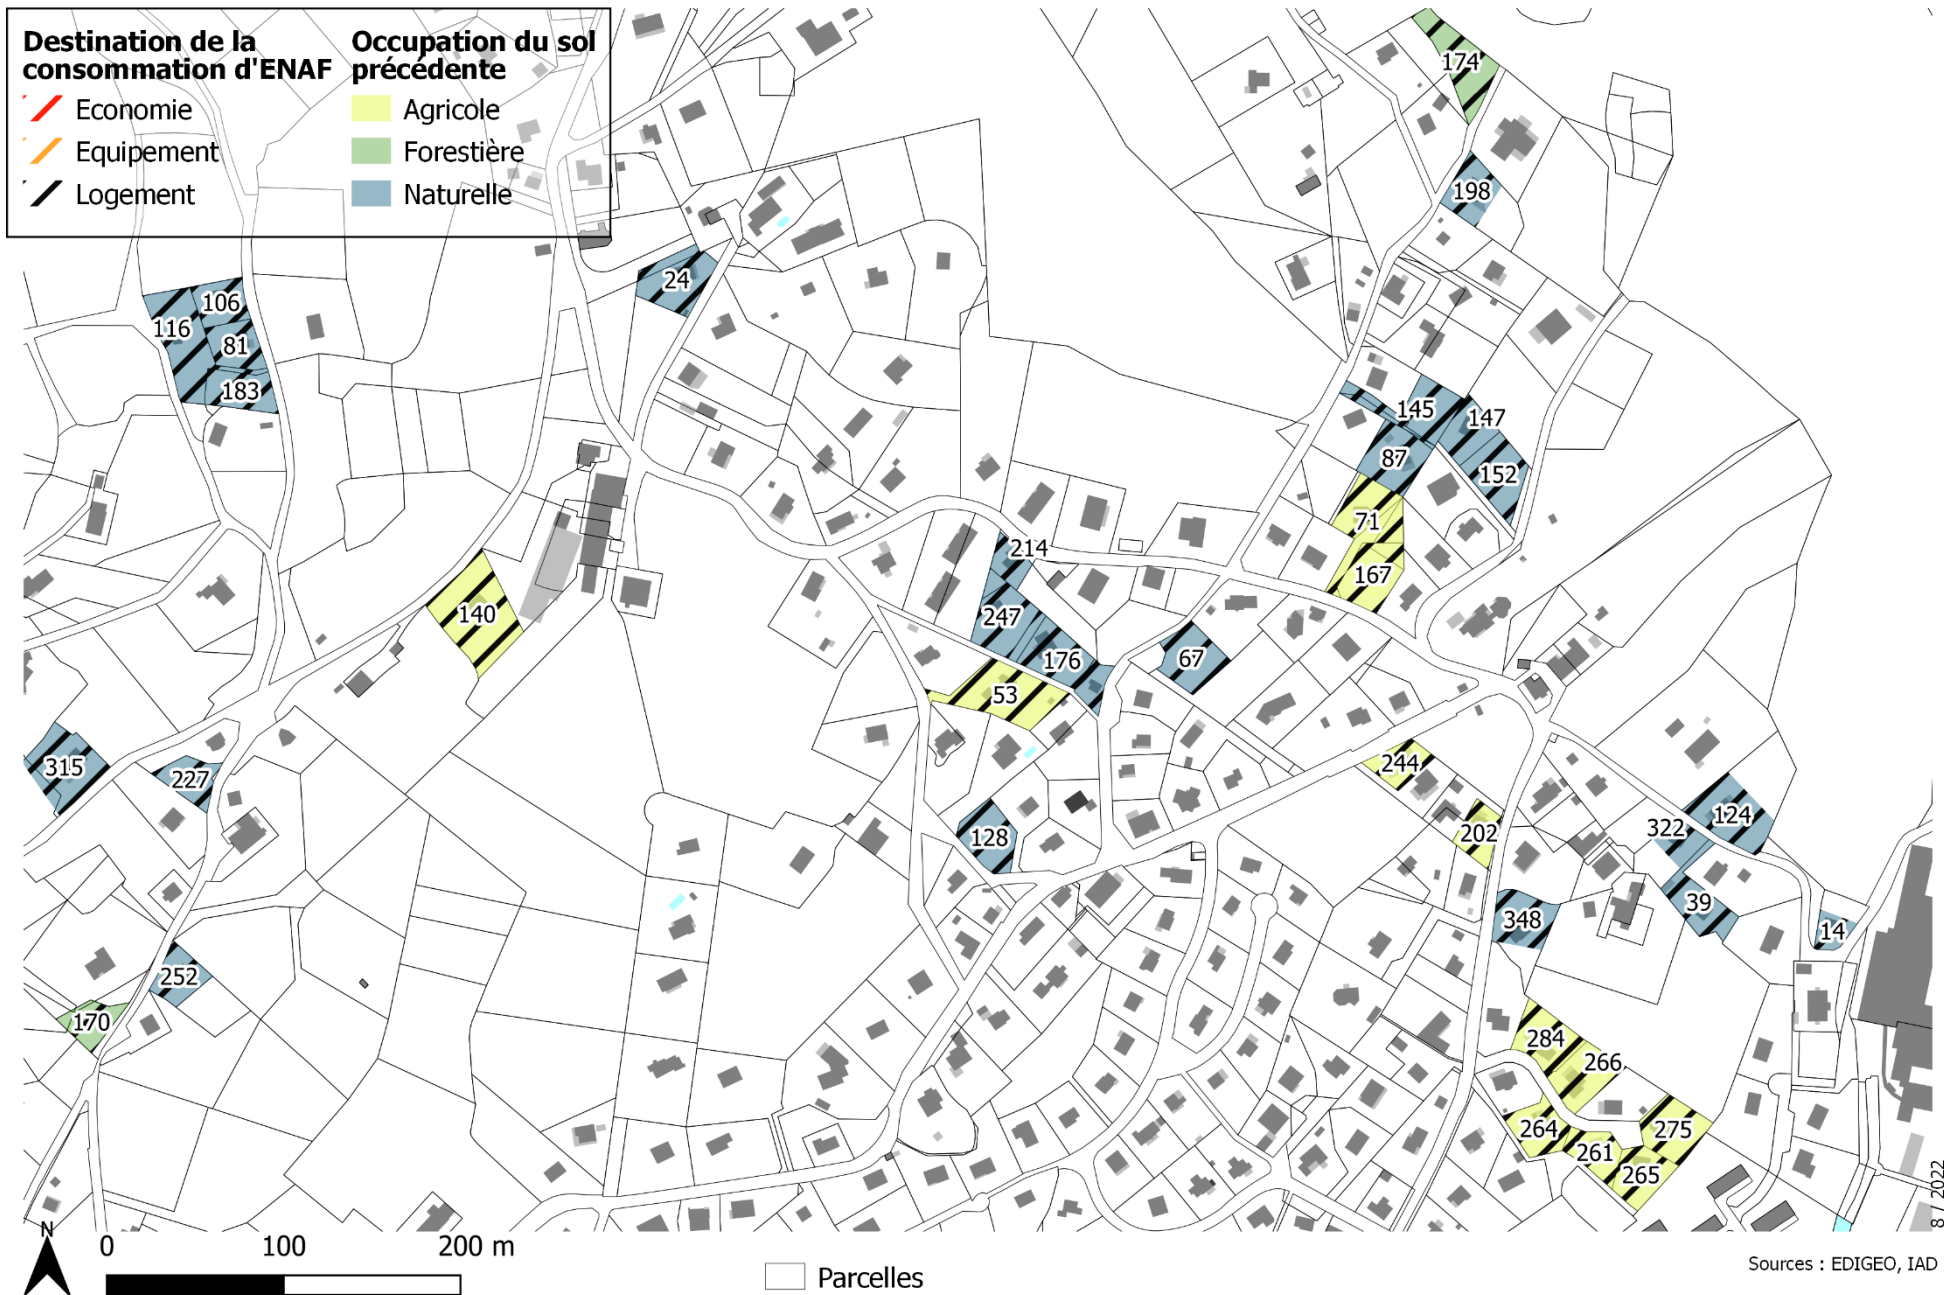 Destination de la
consommation d'ENAF
Economie
Equipement
Logement
Occupation du sol
précédente
Agricole
Forestière
Naturelle
174
198
24
106
116
81
183
145
147
87
152
71
167
214
247
176
67
53
140
315
227
244
202
128
124
322
39
14
348
252
170
284
266
264
261
275
265
N
0
100
200 m
Parcelles
8 / 2022
Sources : EDIGEO, IAD